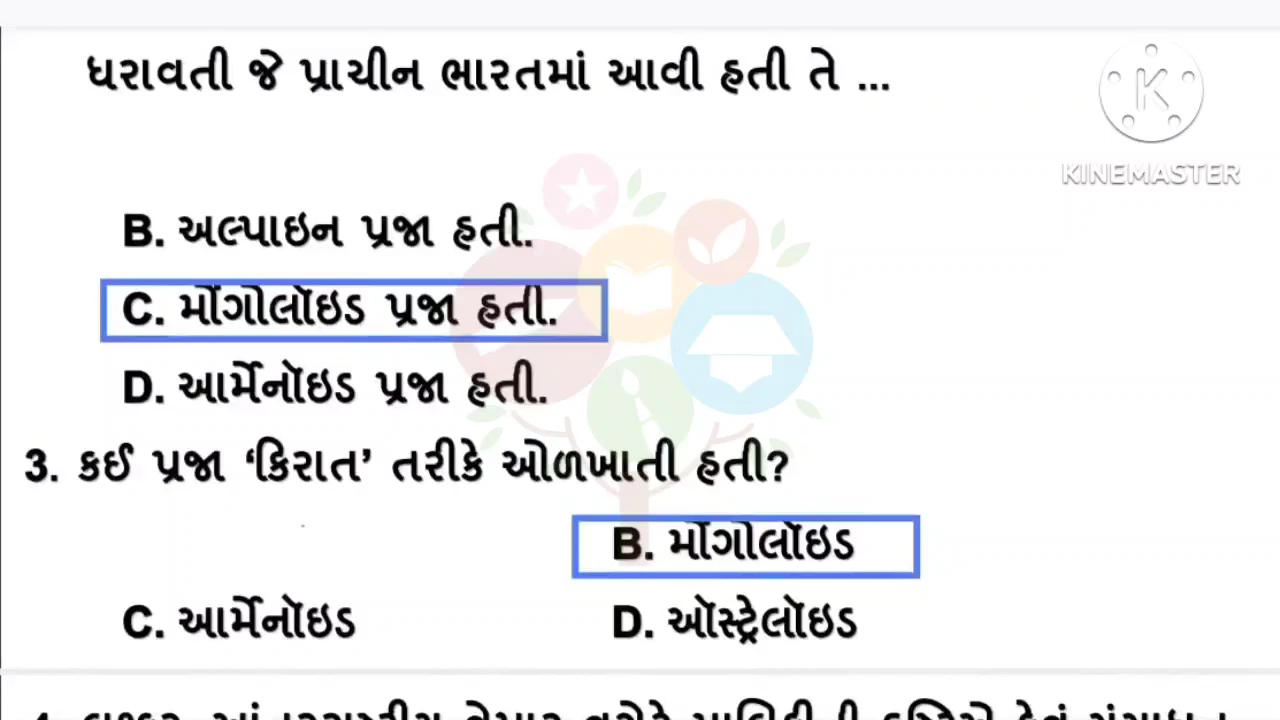 ધરાવતી જે પ્રાચીન ભારતમાં આવી હતી તે ...
K
KINEMASTER
B. અલ્પાઇન પ્રજા હતી.
C. મોંગોલૉઇડ પ્રજા હતી.
D. આર્મેનૉઇડ પ્રજા હતી.
3. કઈ પ્રજા ‘કિરાત’ તરીકે ઓળખાતી હતી?
B. મોંગોલૉઇડ
C. આર્મેનૉઇડ
D. ઑસ્ટ્રેલૉઇડ